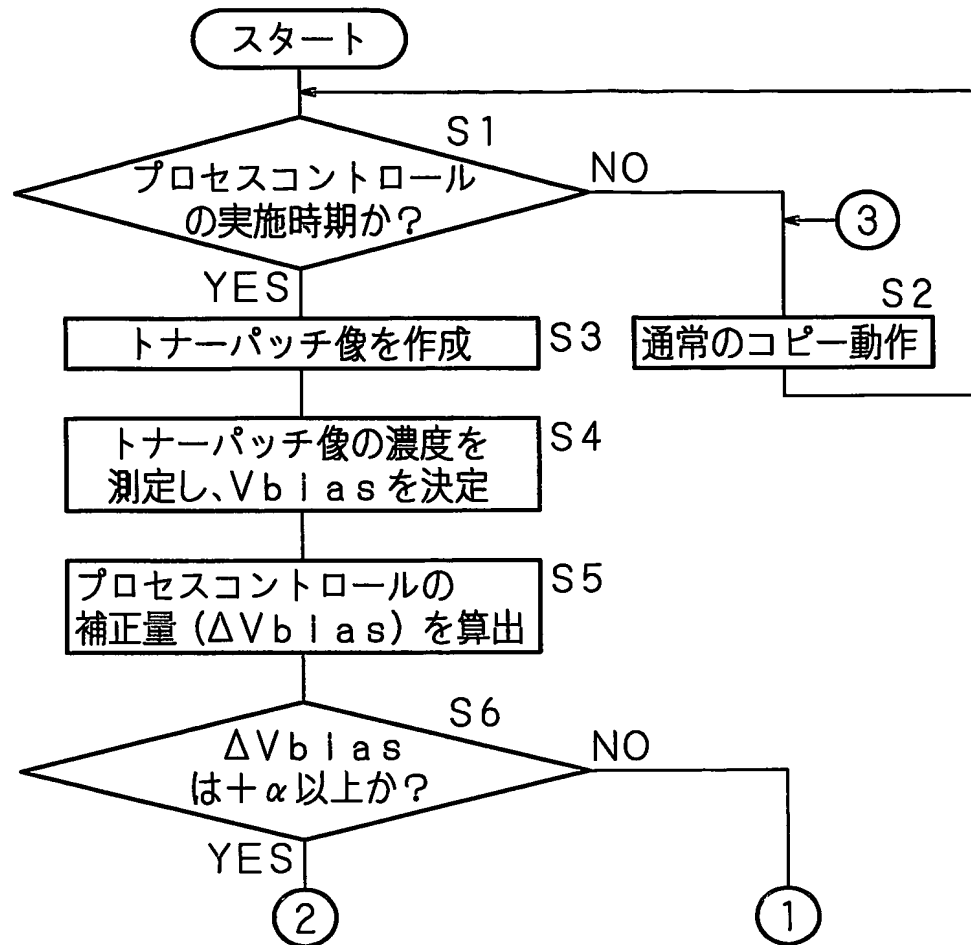 スタート
S1
プロセスコントロール
の実施時期か?
NO
YES
③
S2
通常のコピー動作
トナーパッチ像を作成
S3
トナーパッチ像の濃度を
測定し、Vbiasを決定
S4
プロセスコントロールの
補正量(ΔVbias)を算出
S5
S6
ΔVbias
は+α以上か?
NO
YES
②
①